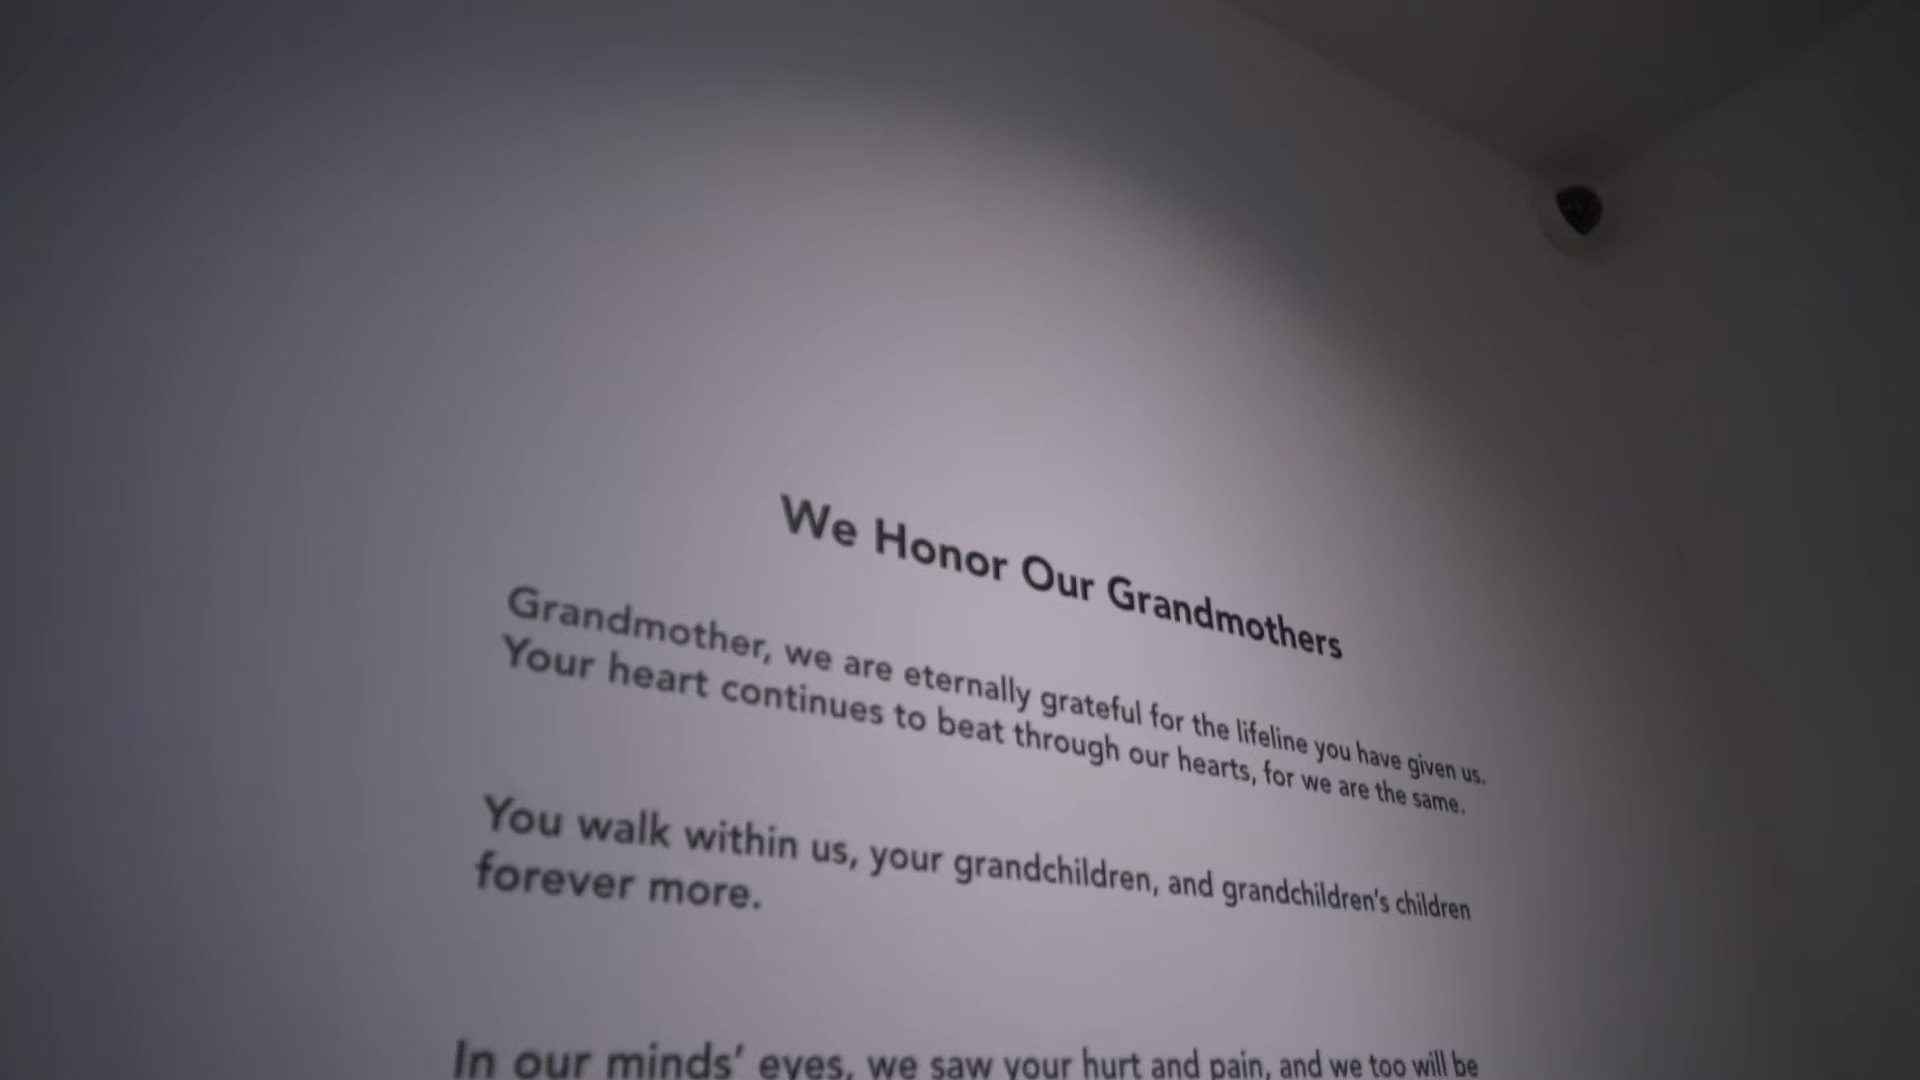 We Honor Our Grandmothers
Grandmother, we are eternally grateful for the lifeline you have given us.
Your heart continues to beat through our hearts, for we are the same.
You walk within us, your grandchildren, and grandchildren's children
forever more.
In our minds' eyes, we saw your hurt and pain, and we too will be